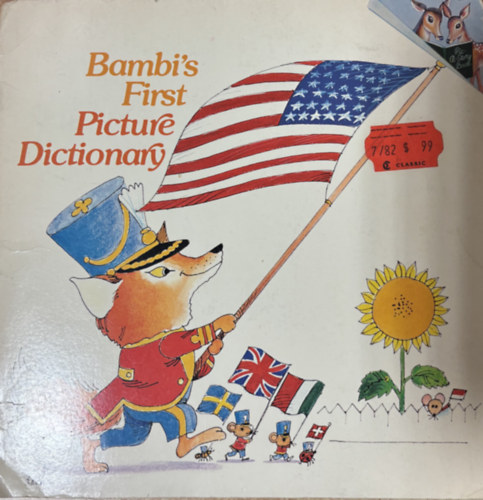 Bambi's
First
Picture
Dictionary
7/82 $ 99
CLASSIC